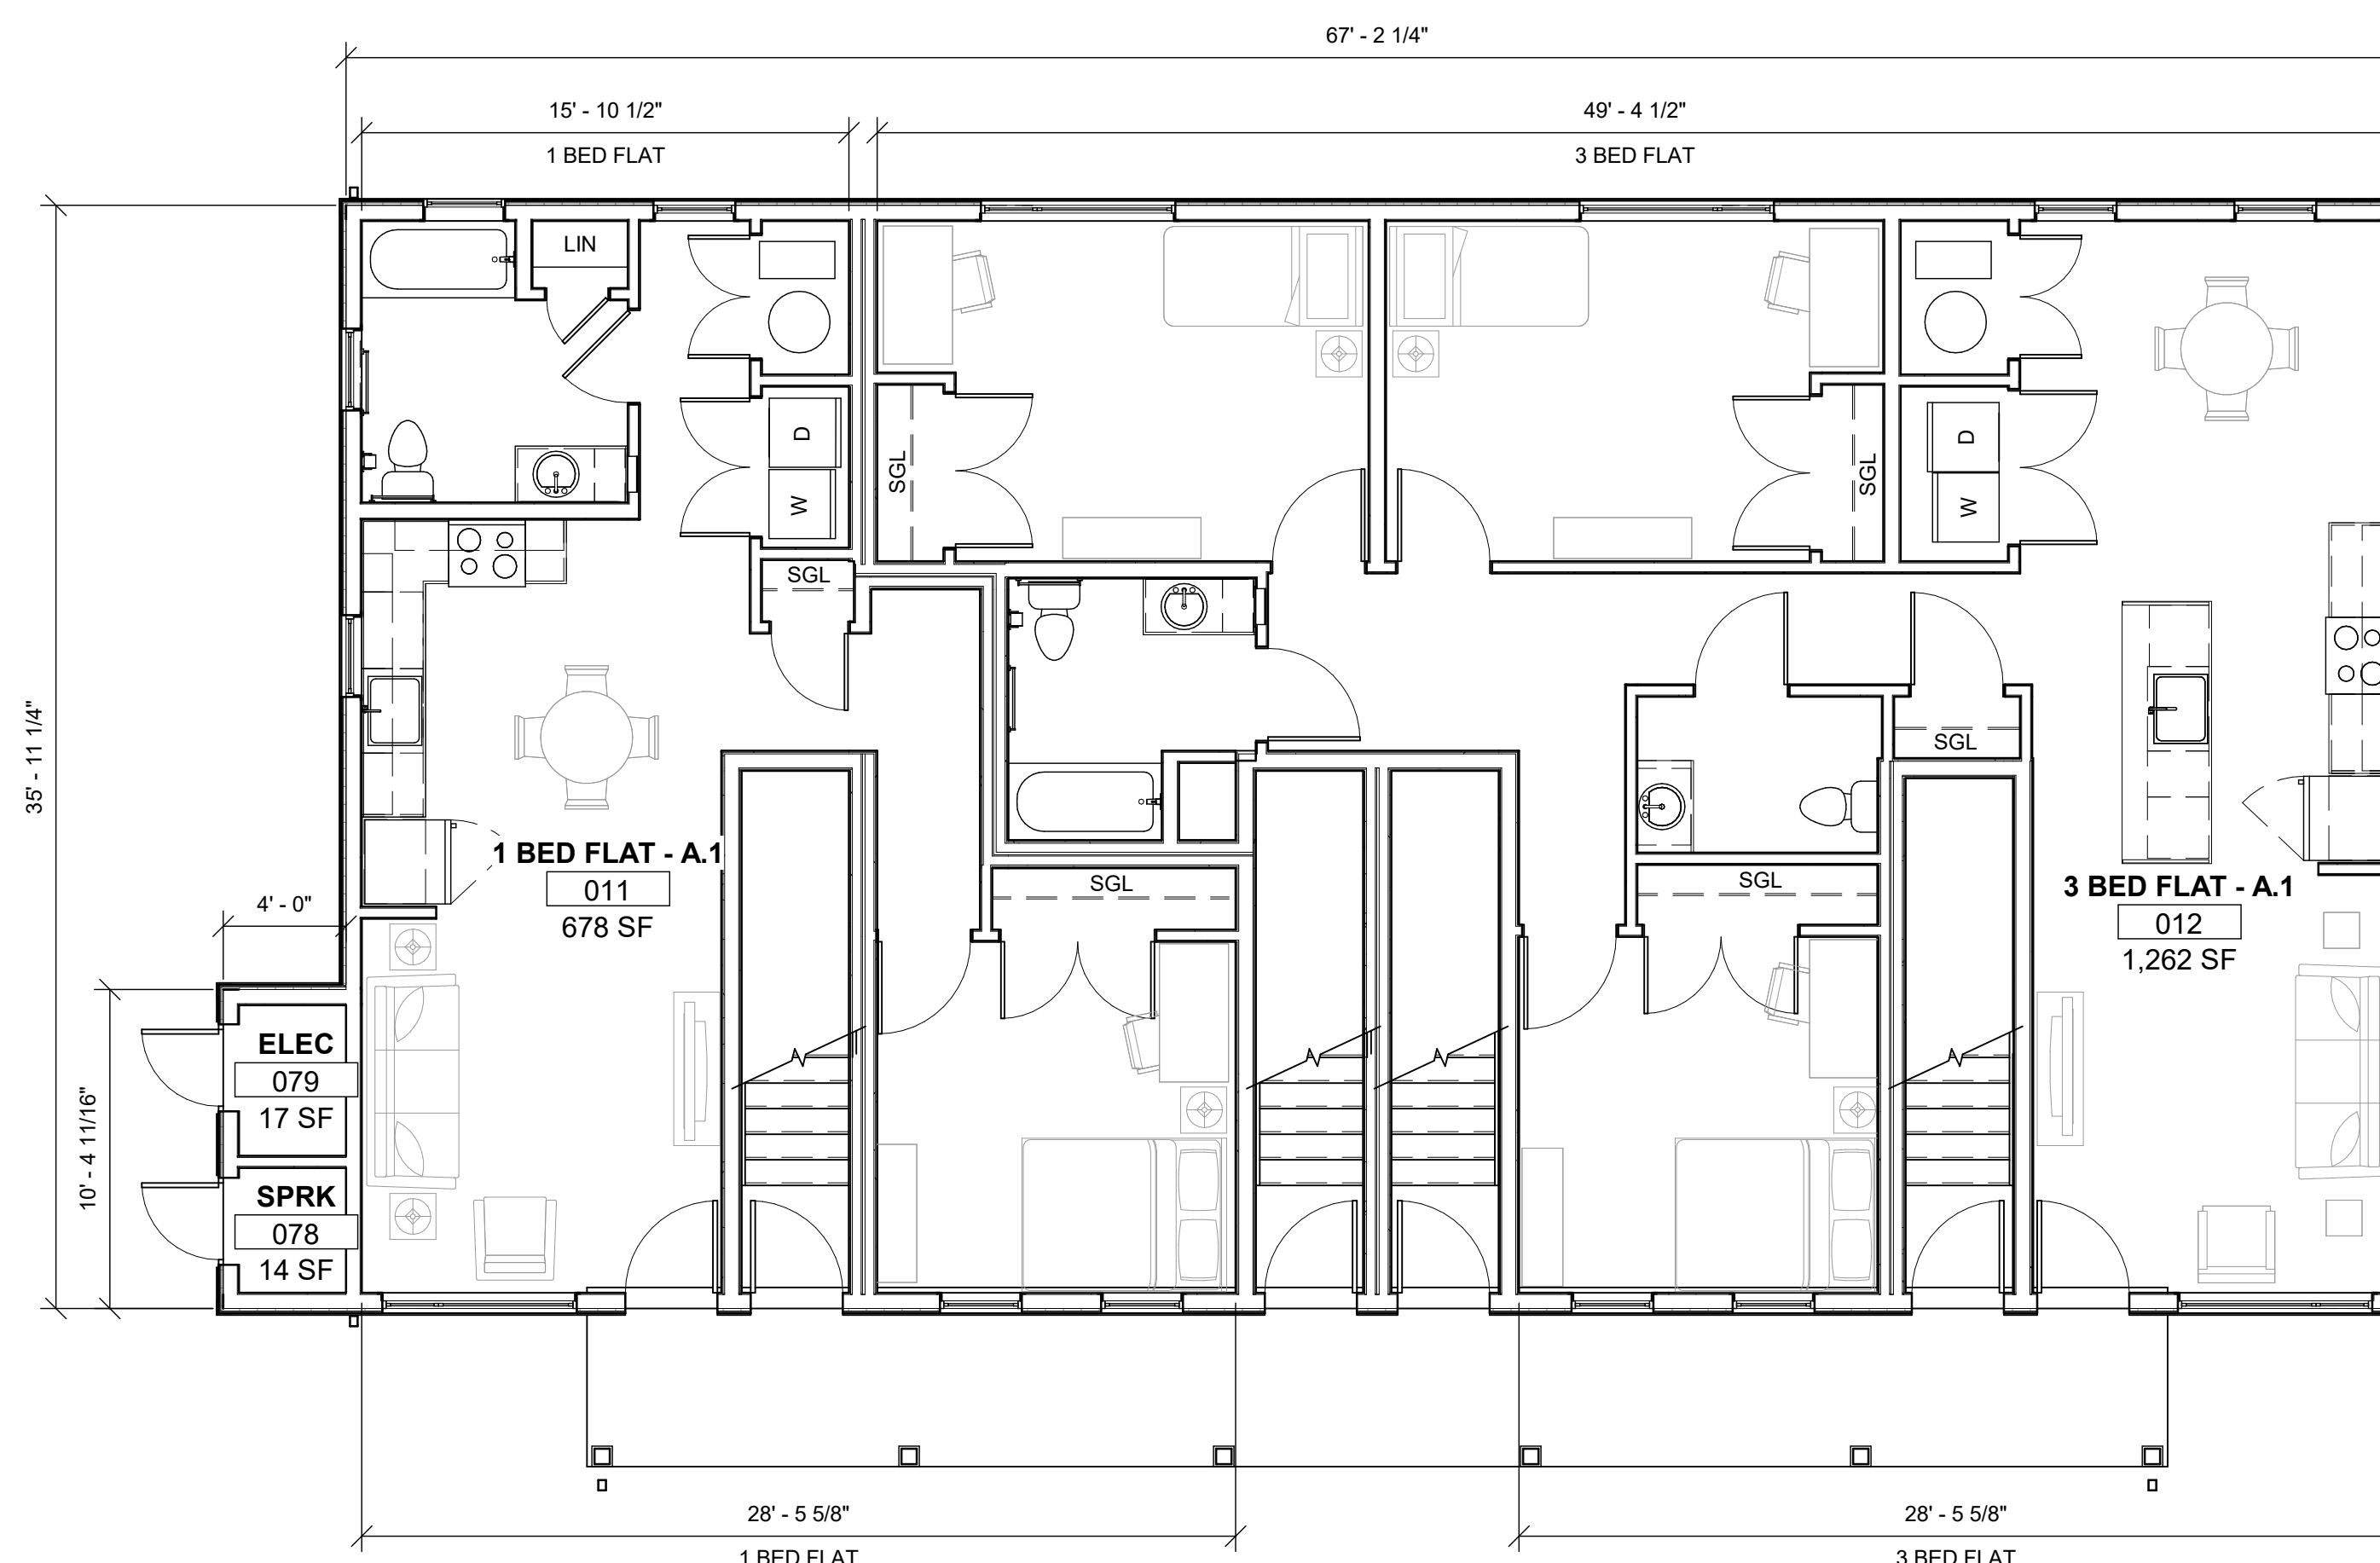 67' - 2 1/4"
15' - 10 1/2"
49' - 4 1/2"
1 BED FLAT
3 BED FLAT
LIN
D
W
SGL
SGL
D
W
SGL
35' - 11 1/4"
SGL
1 BED FLAT - A.1
011
678 SF
SGL
SGL
3 BED FLAT - A.1
012
1,262 SF
4' - 0"
ELEC
079
17 SF
10' - 4 11/16"
SPRK
078
14 SF
28' - 5 5/8"
28' - 5 5/8"
1 BED FLAT
3 BED FLAT